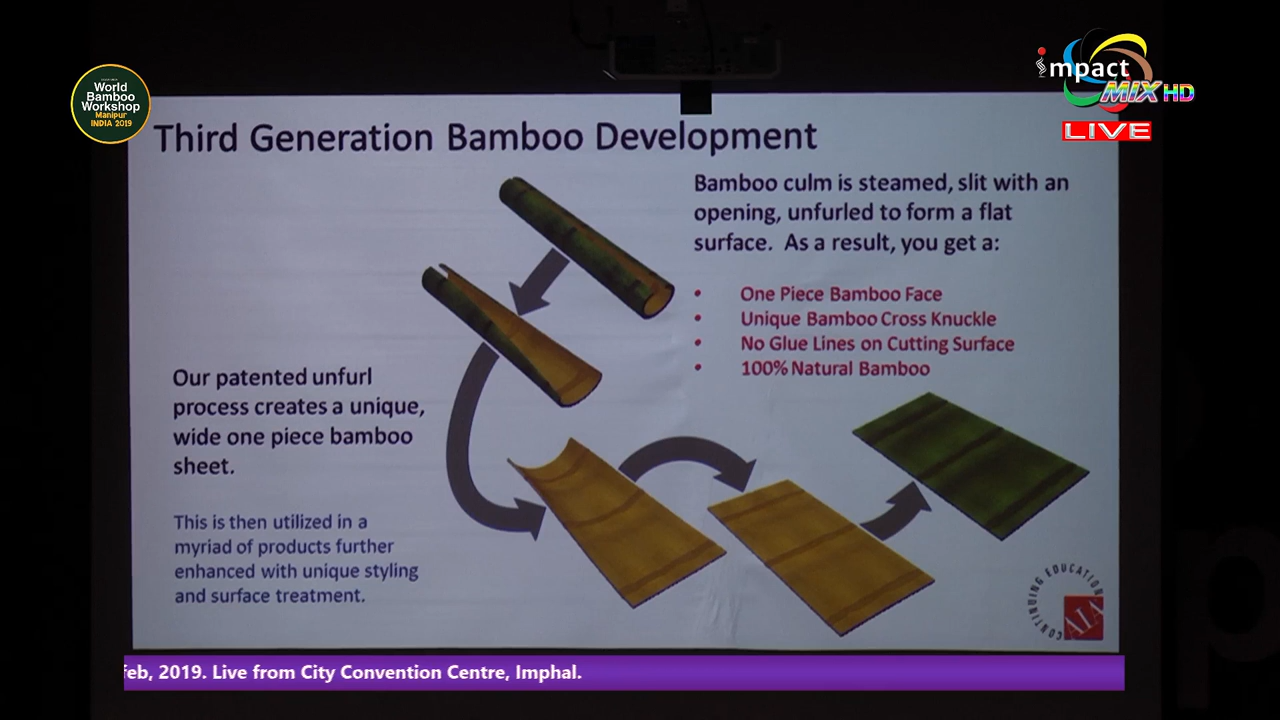 World
Bamboo
Workshop
Manipur
INDIA 2019
impact
MIX HD
LIVE
Third Generation Bamboo Development
Bamboo culm is steamed, slit with an
opening, unfurled to form a flat
surface. As a result, you get a:
• One Piece Bamboo Face
• Unique Bamboo Cross Knuckle
• No Glue Lines on Cutting Surface
• 100% Natural Bamboo
Our patented unfurl
process creates a unique,
wide one piece bamboo
sheet.
This is then utilized in a
myriad of products further
enhanced with unique styling
and surface treatment.
CONTINUING EDUCATION
AIA
feb, 2019. Live from City Convention Centre, Imphal.